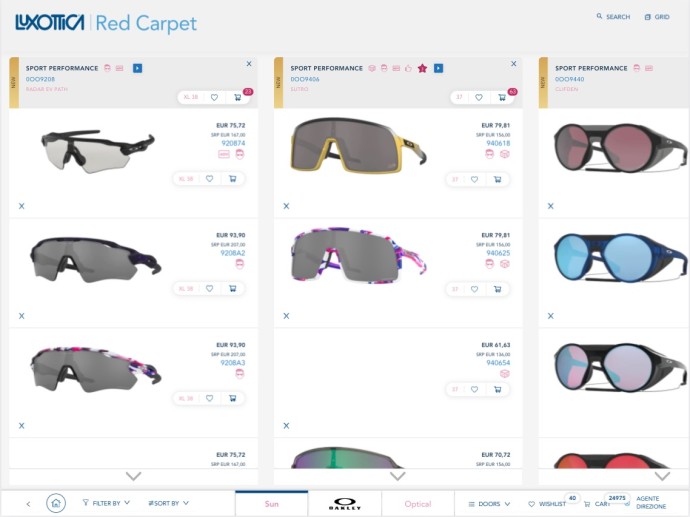 LUXOTTICA | Red Carpet
SEARCH
GRID
NEW
SPORT PERFORMANCE
0OO9208
RADAR EV PATH
XL 38
23
EUR 75,72
SRP EUR 167,00
920874
XL 38
X
EUR 93,90
SRP EUR 207,00
9208A2
XL 38
X
EUR 93,90
SRP EUR 207,00
9208A3
XL 38
X
EUR 75,72
SRP EUR 167,00
NEW
SPORT PERFORMANCE
0OO9406
SUTRO
37
63
EUR 79,81
SRP EUR 156,00
940618
37
X
EUR 79,81
SRP EUR 156,00
940625
37
X
EUR 61,63
SRP EUR 136,00
940654
37
X
EUR 70,72
SRP EUR 156,00
NEW
SPORT PERFORMANCE
0OO9440
CLIFDEN
X
X
X
FILTER BY
SORT BY
Sun
OAKLEY
Optical
DOORS
WISHLIST
40
CART
24975
AGENTE
DIREZIONE